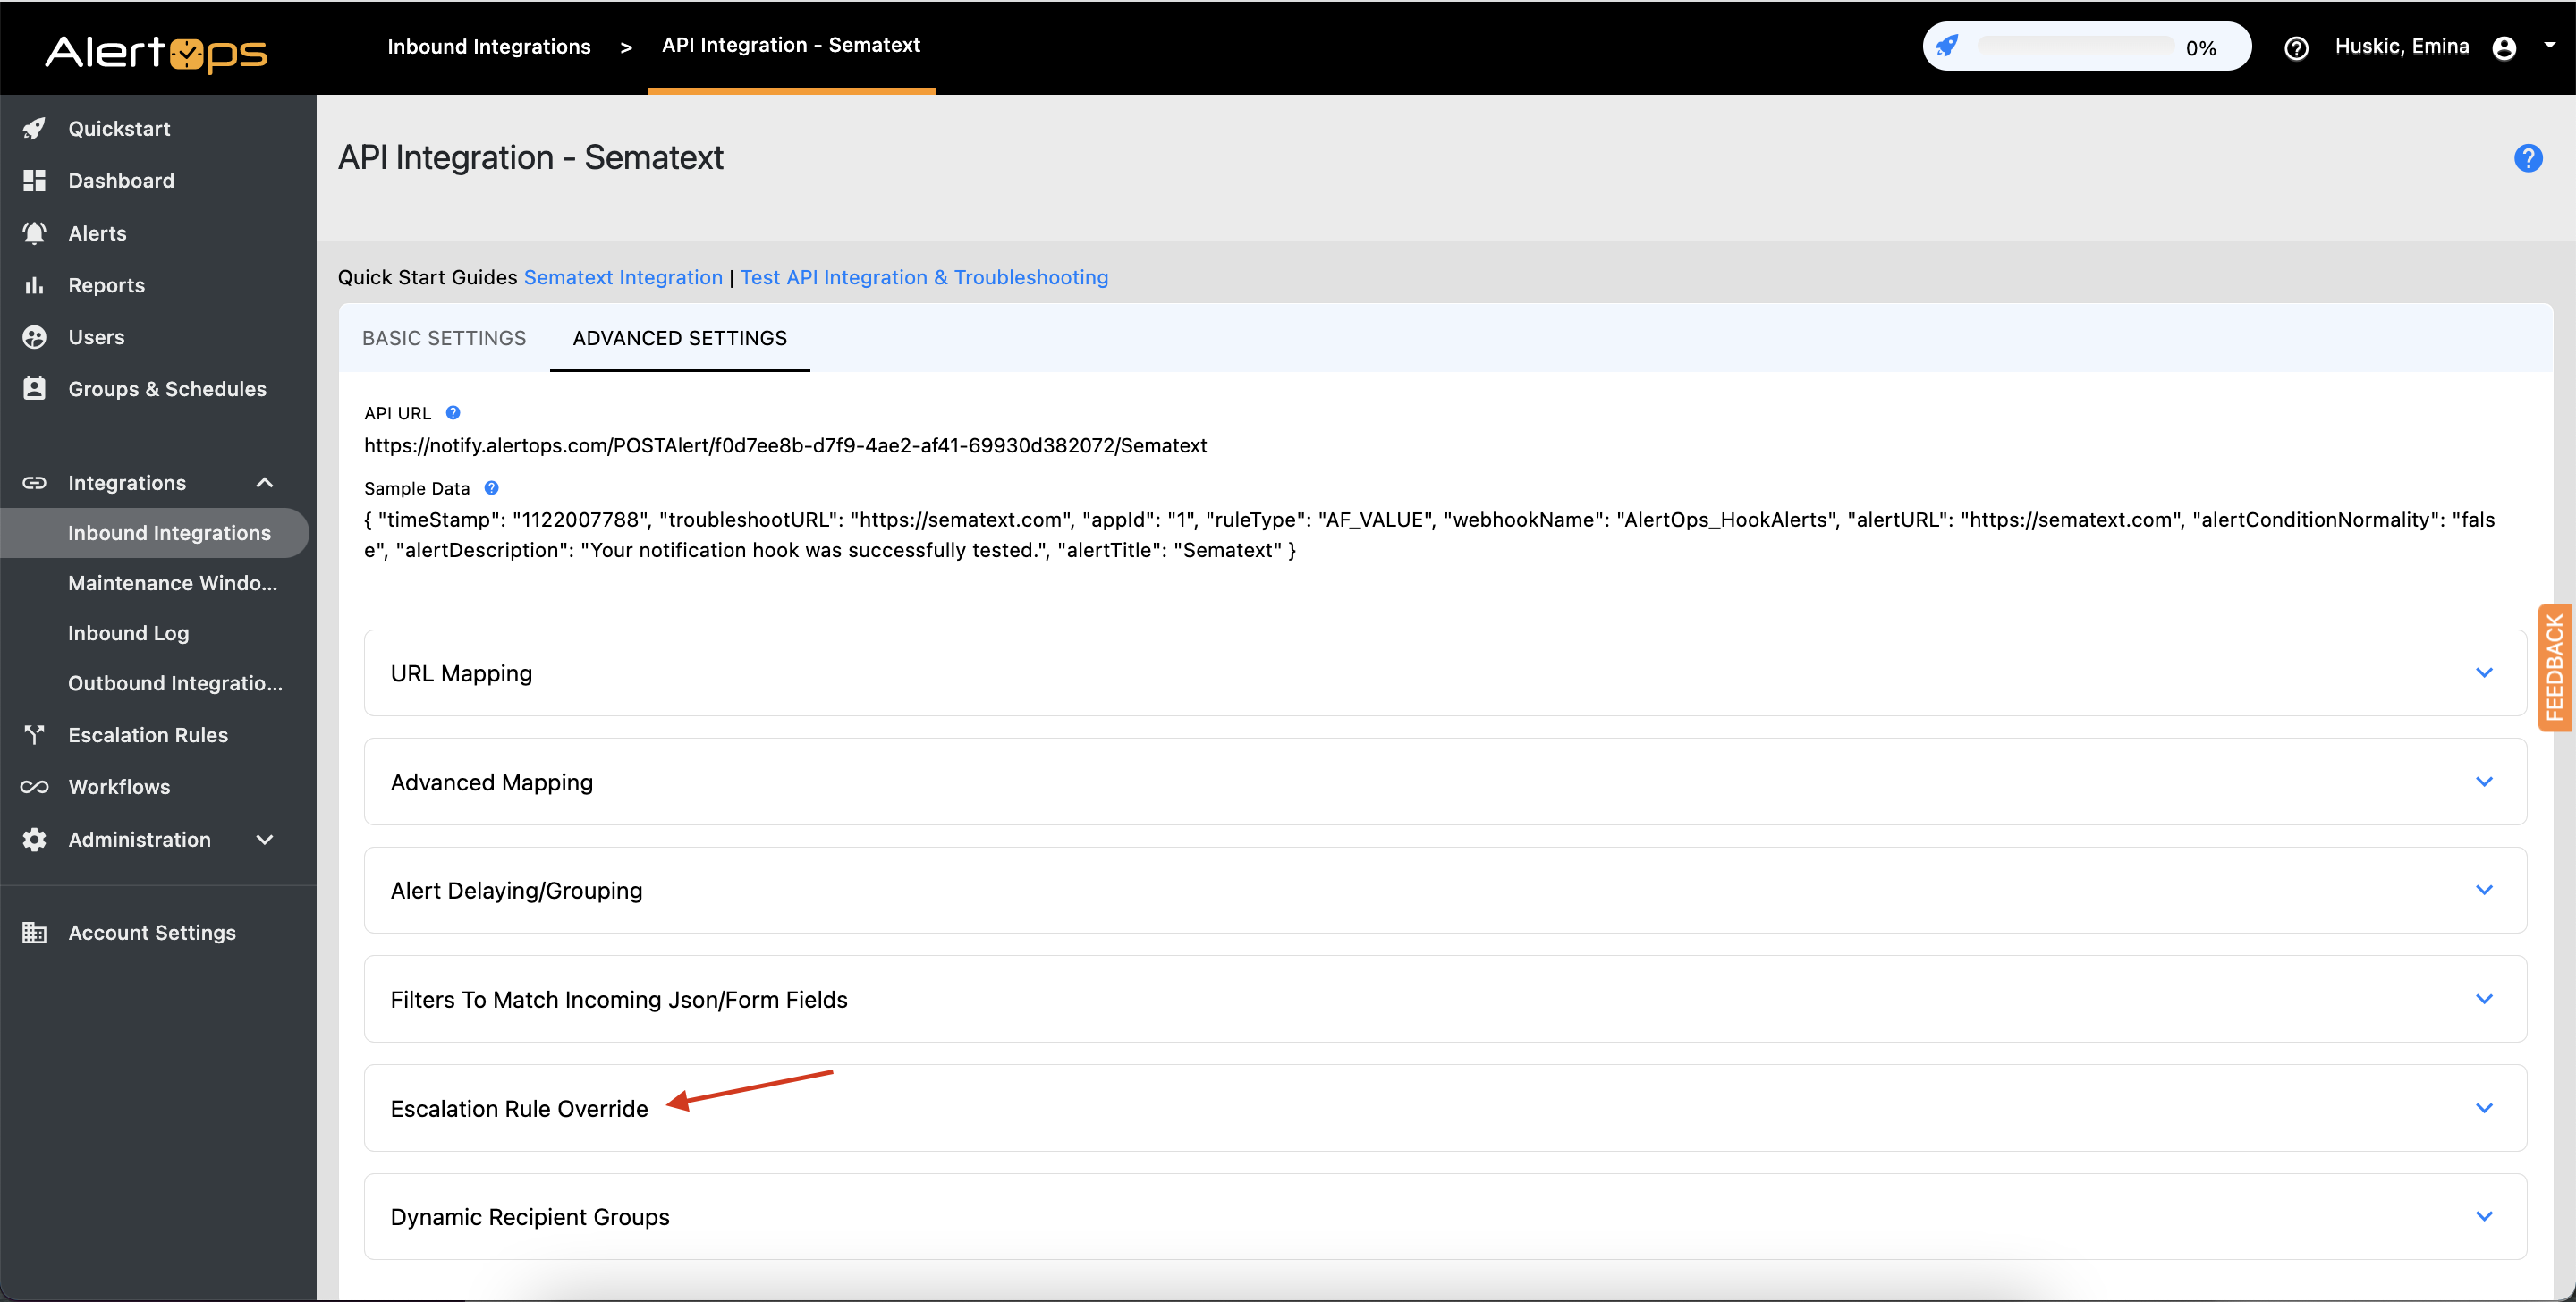 AlertOps
Inbound Integrations > API Integration - Sematext
0%
Huskic, Emina
Quickstart
Dashboard
Alerts
Reports
Users
Groups & Schedules
Integrations
Inbound Integrations
Maintenance Windo...
Inbound Log
Outbound Integratio...
Escalation Rules
Workflows
Administration
Account Settings
API Integration - Sematext
Quick Start Guides Sematext Integration | Test API Integration & Troubleshooting
BASIC SETTINGS ADVANCED SETTINGS
API URL
https://notify.alertops.com/POSTAlert/f0d7ee8b-d7f9-4ae2-af41-69930d382072/Sematext
Sample Data
{ "timeStamp": "1122007788", "troubleshootURL": "https://sematext.com", "appId": "1", "ruleType": "AF_VALUE", "webhookName": "AlertOps_HookAlerts", "alertURL": "https://sematext.com", "alertConditionNormality": "fals
e", "alertDescription": "Your notification hook was successfully tested.", "alertTitle": "Sematext" }
URL Mapping
Advanced Mapping
Alert Delaying/Grouping
Filters To Match Incoming Json/Form Fields
Escalation Rule Override
Dynamic Recipient Groups
FEEDBACK